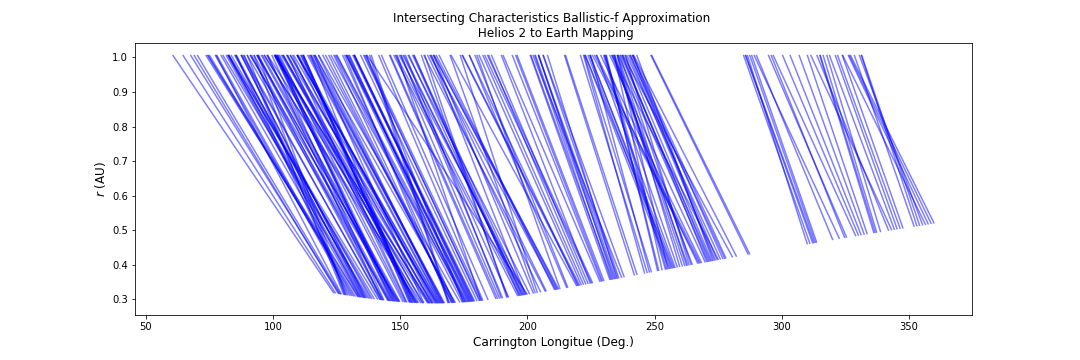 Intersecting Characteristics Ballistic-f Approximation
Helios 2 to Earth Mapping
1.0
0.9
0.8
0.7
0.6
0.5
0.4
0.3
r (AU)
50 100 150 200 250 300 350
Carrington Longitue (Deg.)